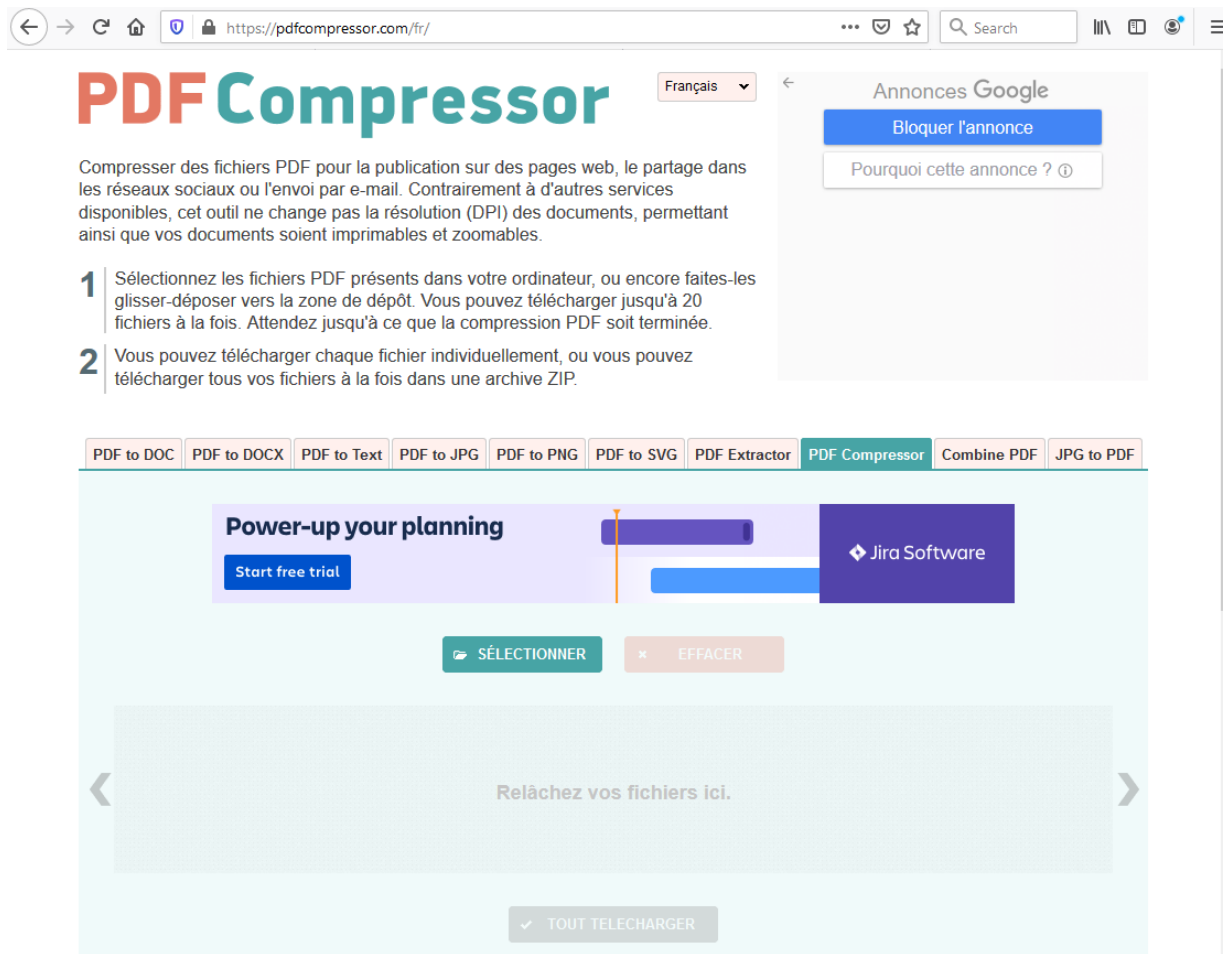 https://pdfcompressor.com/fr/
Search
PDFCompressor
Français
Compresser des fichiers PDF pour la publication sur des pages web, le partage dans
les réseaux sociaux ou l'envoi par e-mail. Contrairement à d'autres services
disponibles, cet outil ne change pas la résolution (DPI) des documents, permettant
ainsi que vos documents soient imprimables et zoomables.
1 Sélectionnez les fichiers PDF présents dans votre ordinateur, ou encore faites-les
glisser-déposer vers la zone de dépôt. Vous pouvez télécharger jusqu'à 20
fichiers à la fois. Attendez jusqu'à ce que la compression PDF soit terminée.
2 Vous pouvez télécharger chaque fichier individuellement, ou vous pouvez
télécharger tous vos fichiers à la fois dans une archive ZIP.
Annonces Google
Bloquer l'annonce
Pourquoi cette annonce ?
PDF to DOC PDF to DOCX PDF to Text PDF to JPG PDF to PNG PDF to SVG PDF Extractor PDF Compressor Combine PDF JPG to PDF
Power-up your planning
Start free trial
Jira Software
SÉLECTIONNER EFFACER
Relâchez vos fichiers ici.
TOUT TELECHARGER